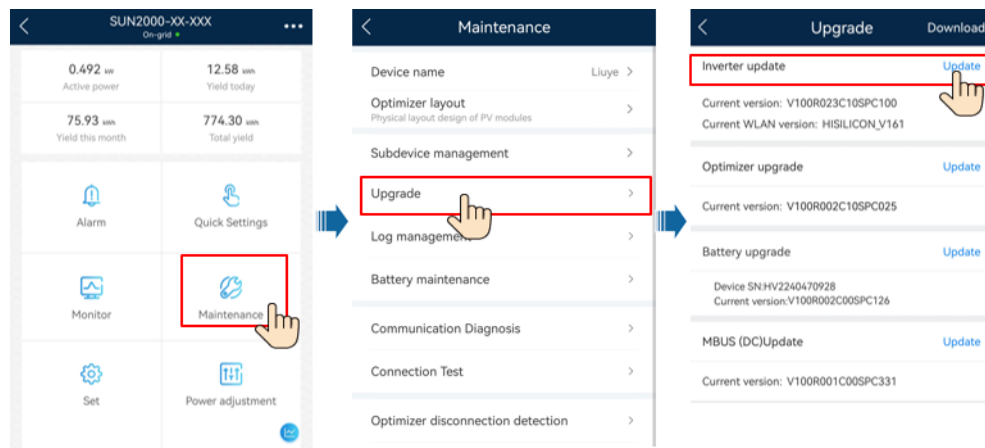 SUN2000-XX-XXX
On-grid
0.492 kW
Active power
12.58 kWh
Yield today
75.93 kWh
Yield this month
774.30 kWh
Total yield
Alarm
Quick Settings
Monitor
Maintenance
Set
Power adjustment
Maintenance
Device name
Liuye
Optimizer layout
Physical layout design of PV modules
Subdevice management
Upgrade
Log management
Battery maintenance
Communication Diagnosis
Connection Test
Optimizer disconnection detection
Upgrade
Download
Inverter update
Update
Current version: V100R023C10SPC100
Current WLAN version: HISILICON_V161
Optimizer upgrade
Update
Current version: V100R002C10SPC025
Battery upgrade
Update
Device SN:HV2240470928
Current version:V100R002C00SPC126
MBUS (DC)Update
Update
Current version: V100R001C00SPC331